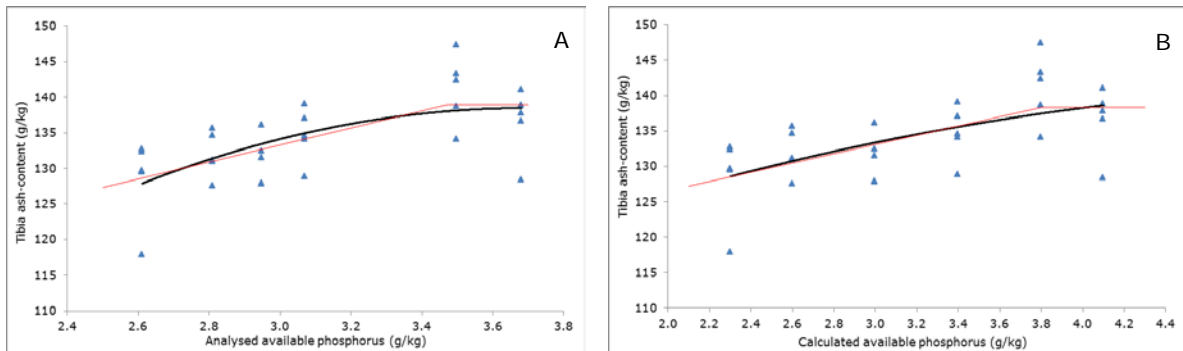 A
150
145
140
135
130
125
120
115
110
Tibia ash-content (g/kg)
2.4 2.6 2.8 3.0 3.2 3.4 3.6 3.8
Analysed available phosphorus (g/kg)
B
150
145
140
135
130
125
120
115
110
Tibia ash-content (g/kg)
2.0 2.2 2.4 2.6 2.8 3.0 3.2 3.4 3.6 3.8 4.0 4.2 4.4
Calculated available phosphorus (g/kg)